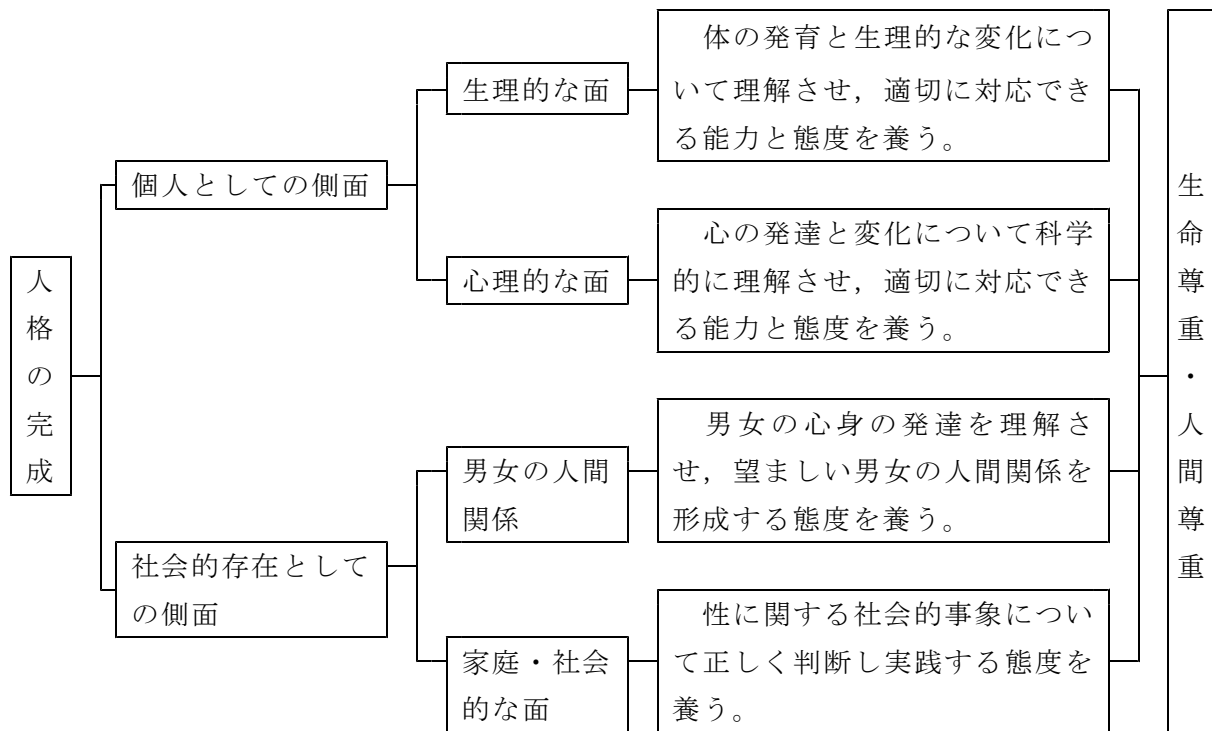 人格の完成
個人としての側面
生理的な面
体の発育と生理的な変化につ
いて理解させ，適切に対応でき
る能力と態度を養う。
心理的な面
心の発達と変化について科学
的に理解させ，適切に対応でき
る能力と態度を養う。
社会的存在として
の側面
男女の人間
関係
男女の心身の発達を理解さ
せ，望ましい男女の人間関係を
形成する態度を養う。
家庭・社会
的な面
性に関する社会的事象につい
て正しく判断し実践する態度を
養う。
生命尊重・人間尊重